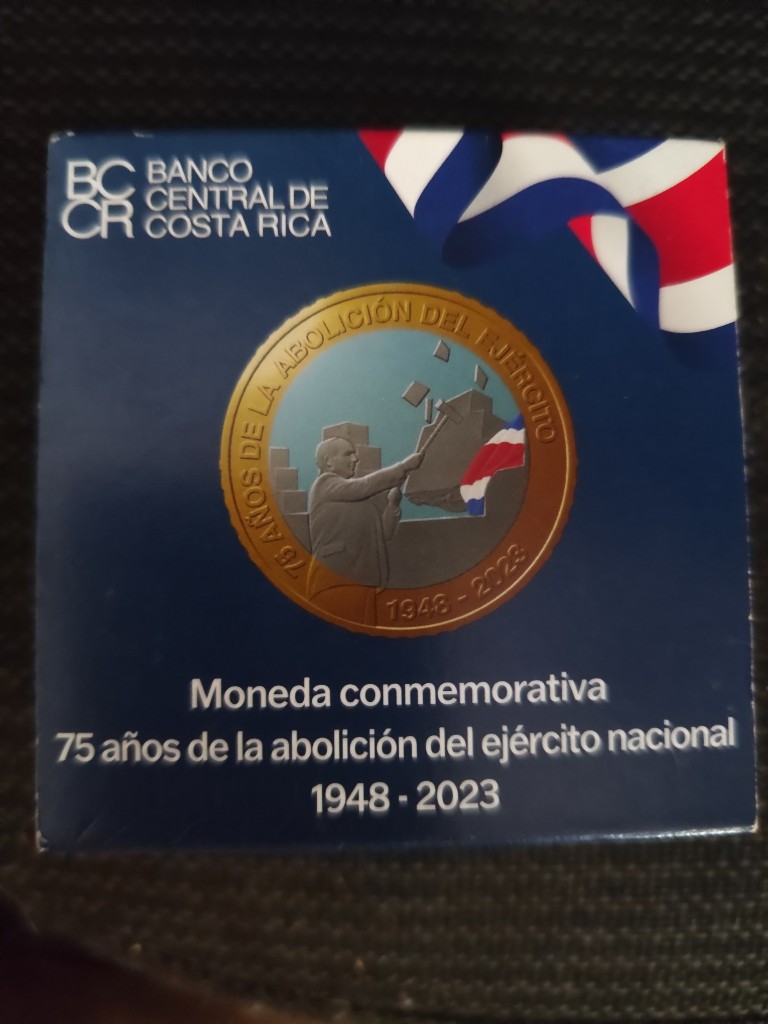 BC
CR
BANCO
CENTRAL DE
COSTA RICA
75 AÑOS DE LA ABOLICIÓN DEL EJÉRCITO
1948 - 2023
Moneda conmemorativa
75 años de la abolición del ejército nacional
1948 - 2023